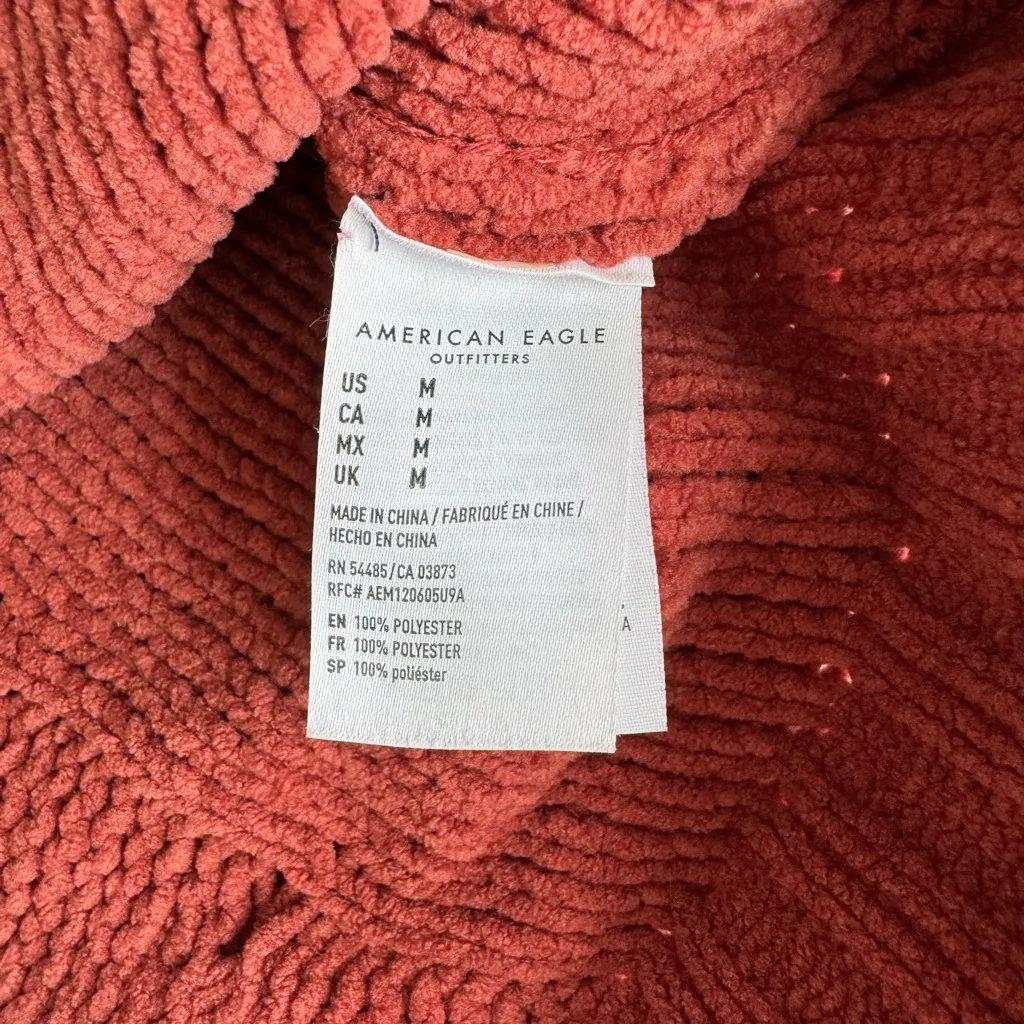 AMERICAN EAGLE
OUTFITTERS
US M
CA M
MX M
UK M
MADE IN CHINA / FABRIQUÉ EN CHINE /
HECHO EN CHINA
RN 54485/CA 03873
RFC# AEM120605U9A
EN 100% POLYESTER
FR 100% POLYESTER
SP 100% poliéster
A